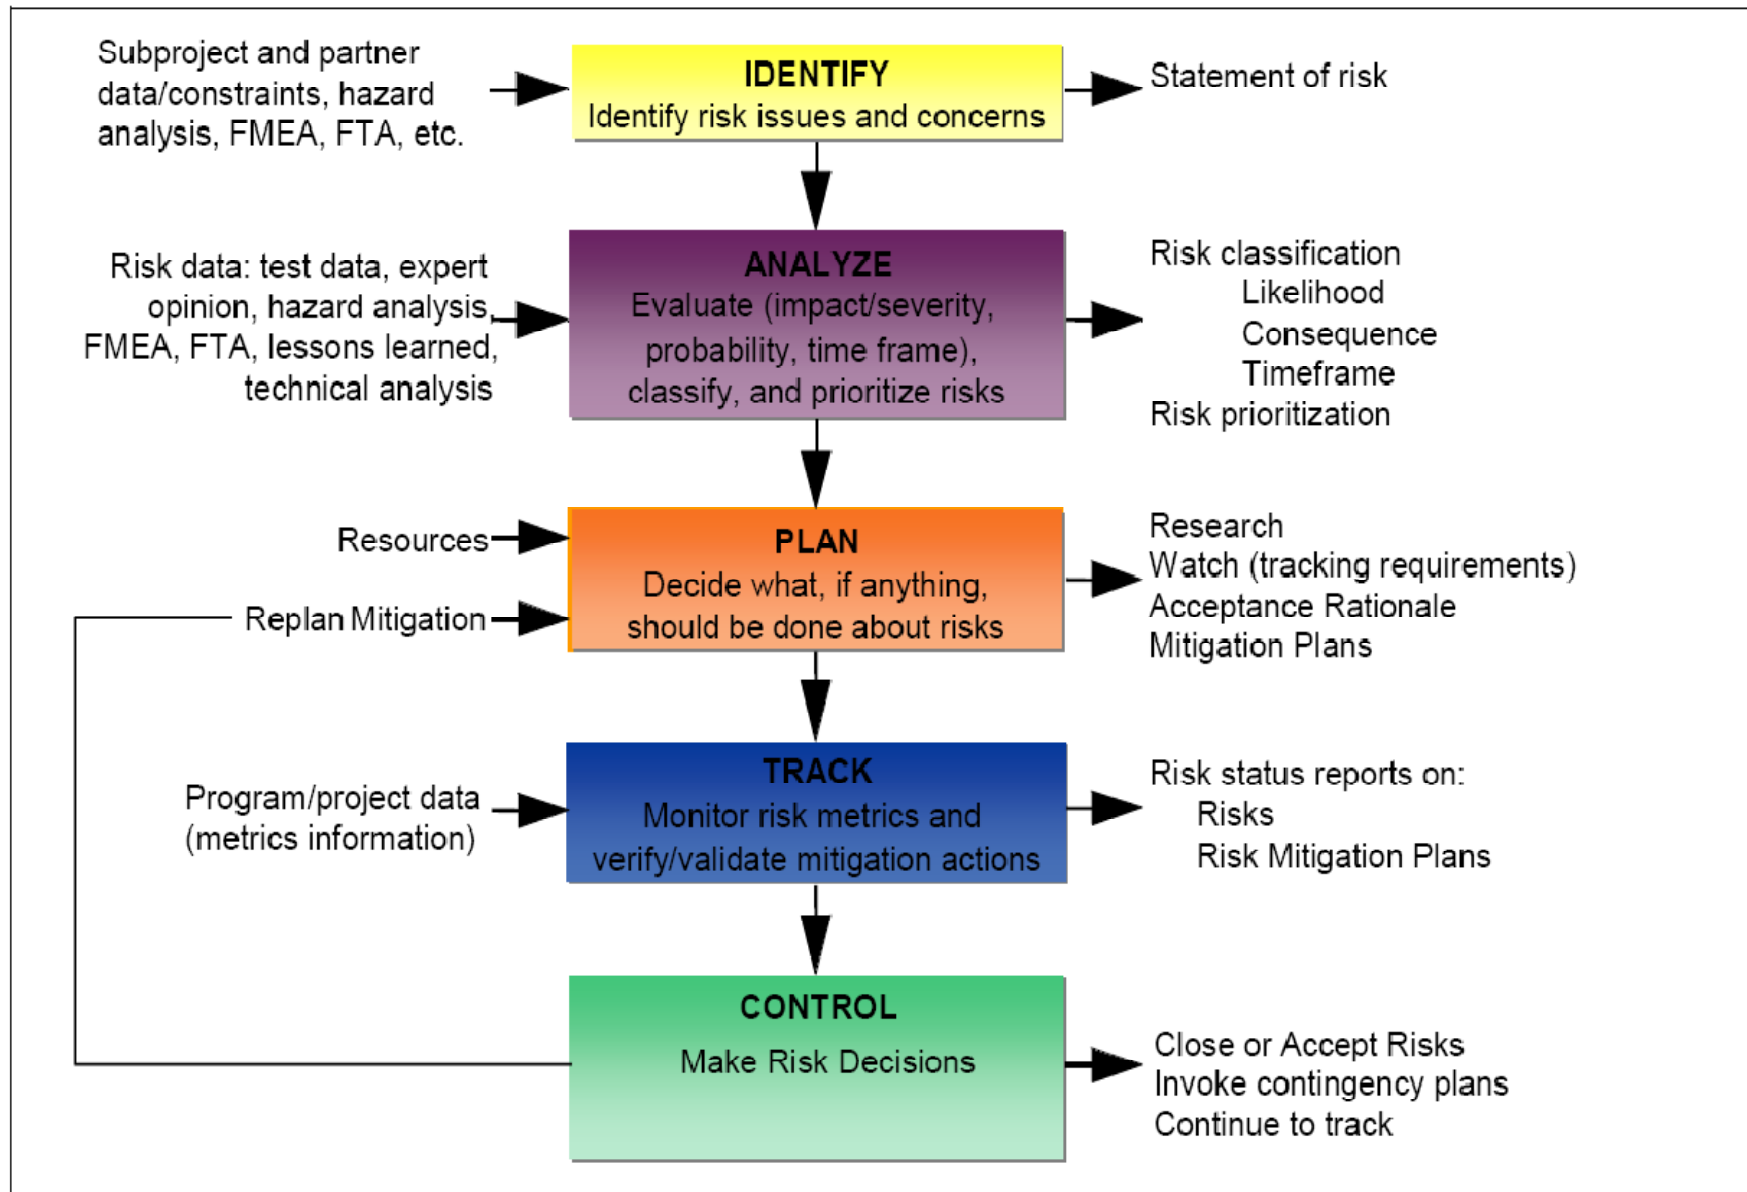 Subproject and partner
data/constraints, hazard
analysis, FMEA, FTA, etc.
IDENTIFY
Identify risk issues and concerns
Statement of risk
Risk data: test data, expert
opinion, hazard analysis,
FMEA, FTA, lessons learned,
technical analysis
ANALYZE
Evaluate (impact/severity,
probability, time frame),
classify, and prioritize risks
Risk classification
Likelihood
Consequence
Timeframe
Risk prioritization
Resources
Replan Mitigation
PLAN
Decide what, if anything,
should be done about risks
Research
Watch (tracking requirements)
Acceptance Rationale
Mitigation Plans
Program/project data
(metrics information)
TRACK
Monitor risk metrics and
verify/validate mitigation actions
Risk status reports on:
Risks
Risk Mitigation Plans
CONTROL
Make Risk Decisions
Close or Accept Risks
Invoke contingency plans
Continue to track